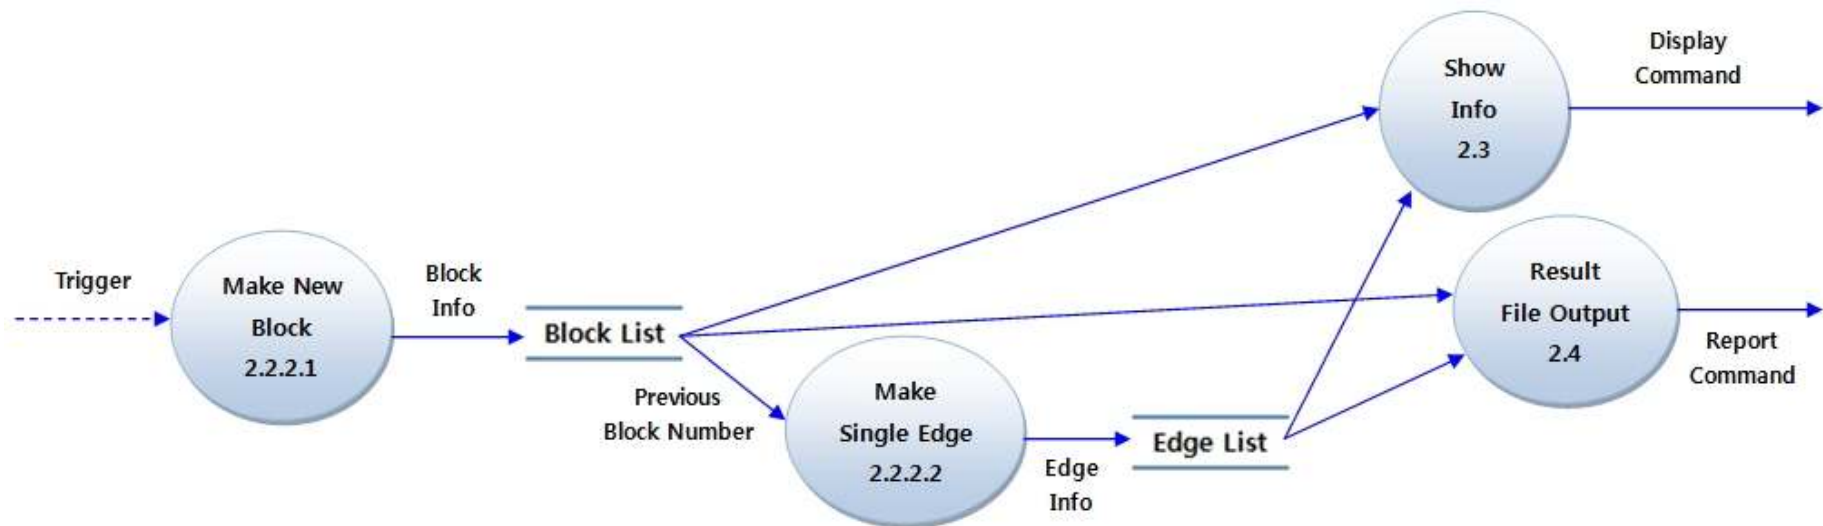 Trigger
Make New
Block
2.2.2.1
Block
Info
Block List
Previous
Block Number
Make
Single Edge
2.2.2.2
Edge
Info
Edge List
Show
Info
2.3
Display
Command
Result
File Output
2.4
Report
Command